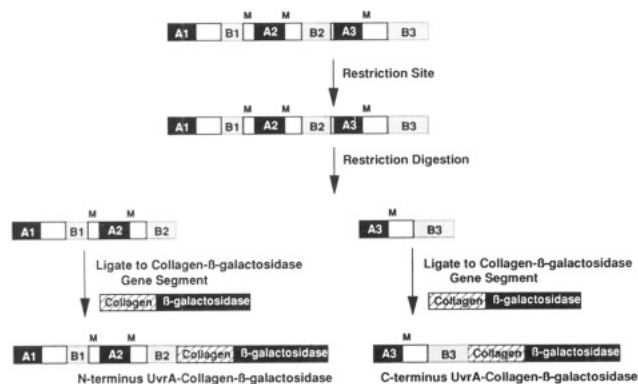 M M M
A1 B1 A2 B2 A3 B3
Restriction Site
M M M
A1 B1 A2 B2 A3 B3
Restriction Digestion
M M
A1 B1 A2 B2
M
A3 B3
Ligate to Collagen-ß-galactosidase
Gene Segment
Collagen ß-galactosidase
Ligate to Collagen-ß-galactosidase
Gene Segment
Collagen ß-galactosidase
M M
A1 B1 A2 B2 Collagen ß-galactosidase
N-terminus UvrA-Collagen-ß-galactosidase
M
A3 B3 Collagen ß-galactosidase
C-terminus UvrA-Collagen-ß-galactosidase